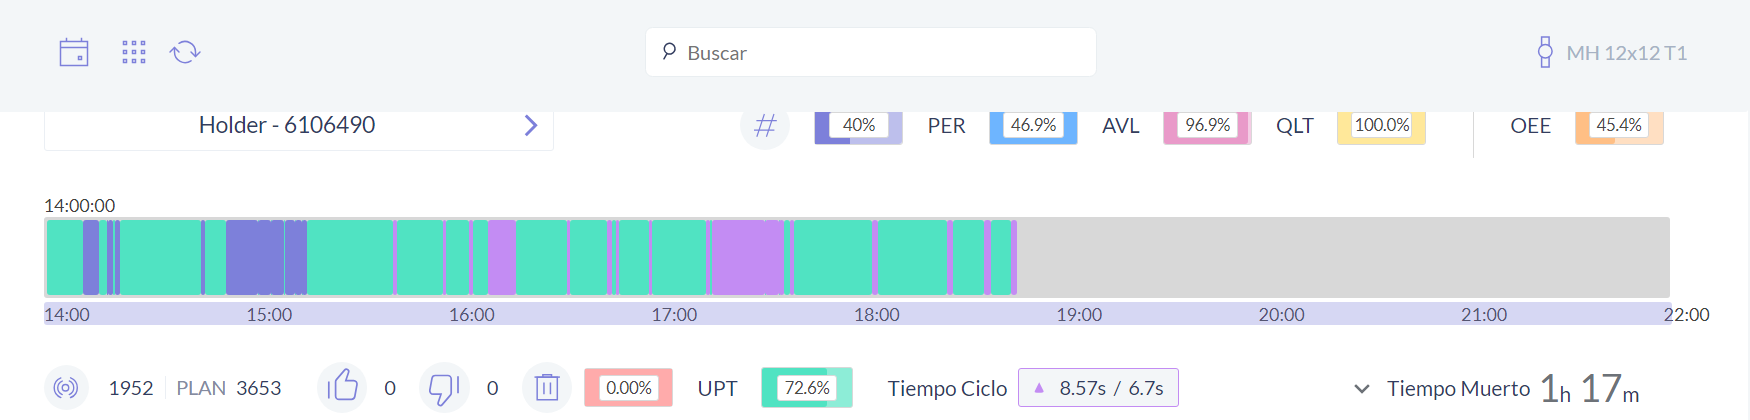 Buscar
MH 12x12 T1
Holder - 6106490
# 40% PER 46.9% AVL 96.9% QLT 100.0% OEE 45.4%
14:00:00
14:00 15:00 16:00 17:00 18:00 19:00 20:00 21:00 22:00
1952 PLAN 3653 0 0 0.00% UPT 72.6% Tiempo Ciclo 8.57s / 6.7s Tiempo Muerto 1h 17m